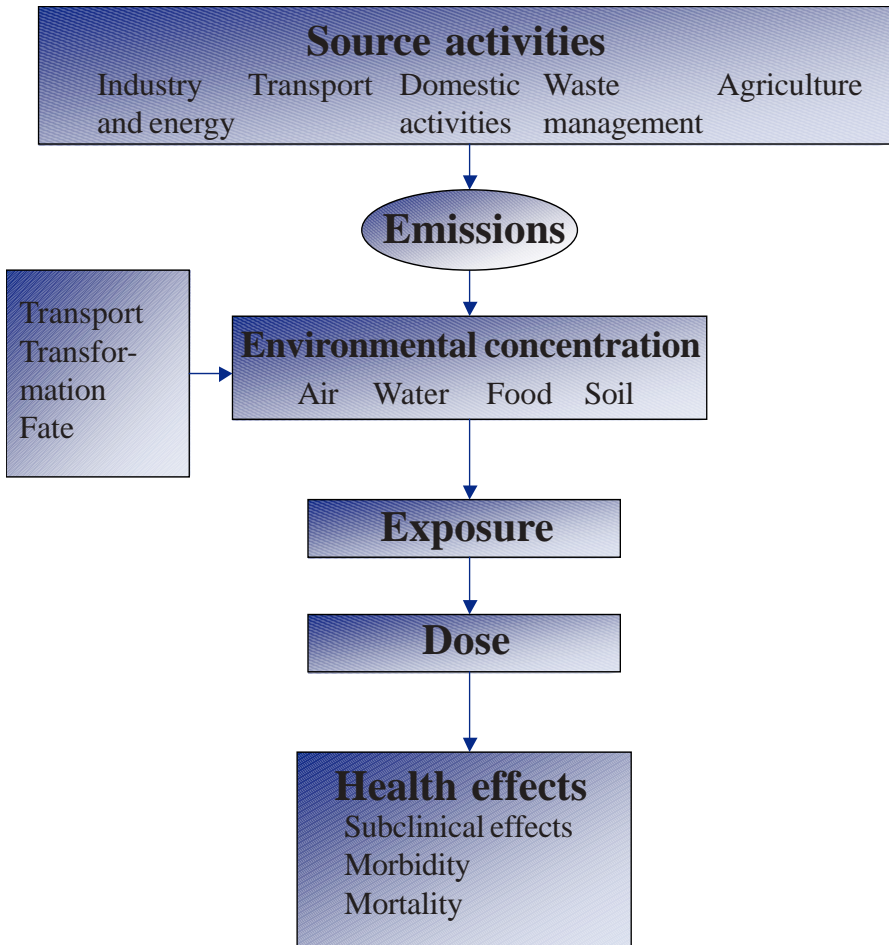 Source activities
Industry Transport Domestic Waste Agriculture
and energy activities management
Emissions
Transport
Transfor-
mation
Fate
Environmental concentration
Air Water Food Soil
Exposure
Dose
Health effects
Subclinical effects
Morbidity
Mortality